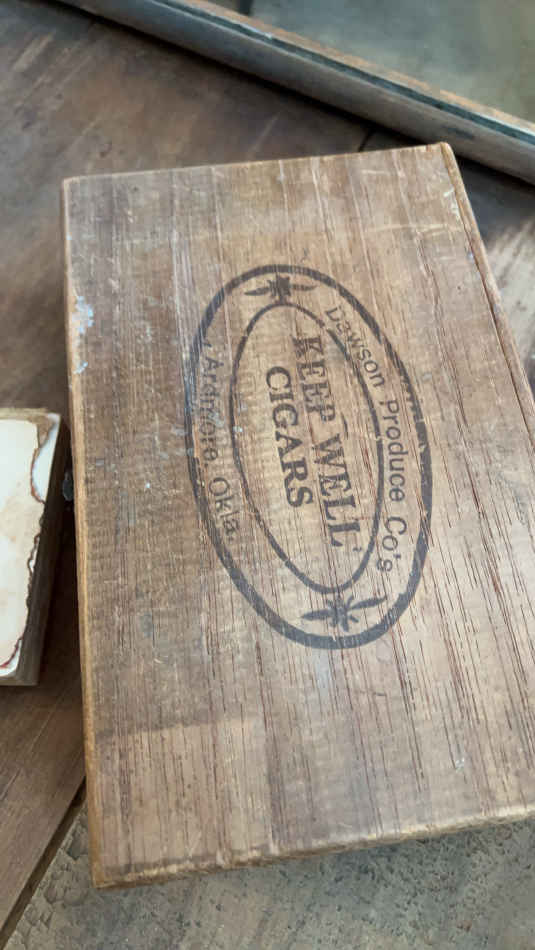 Dawson Produce Co's
KEEP WELL
CIGARS
Ardmore, Okla.